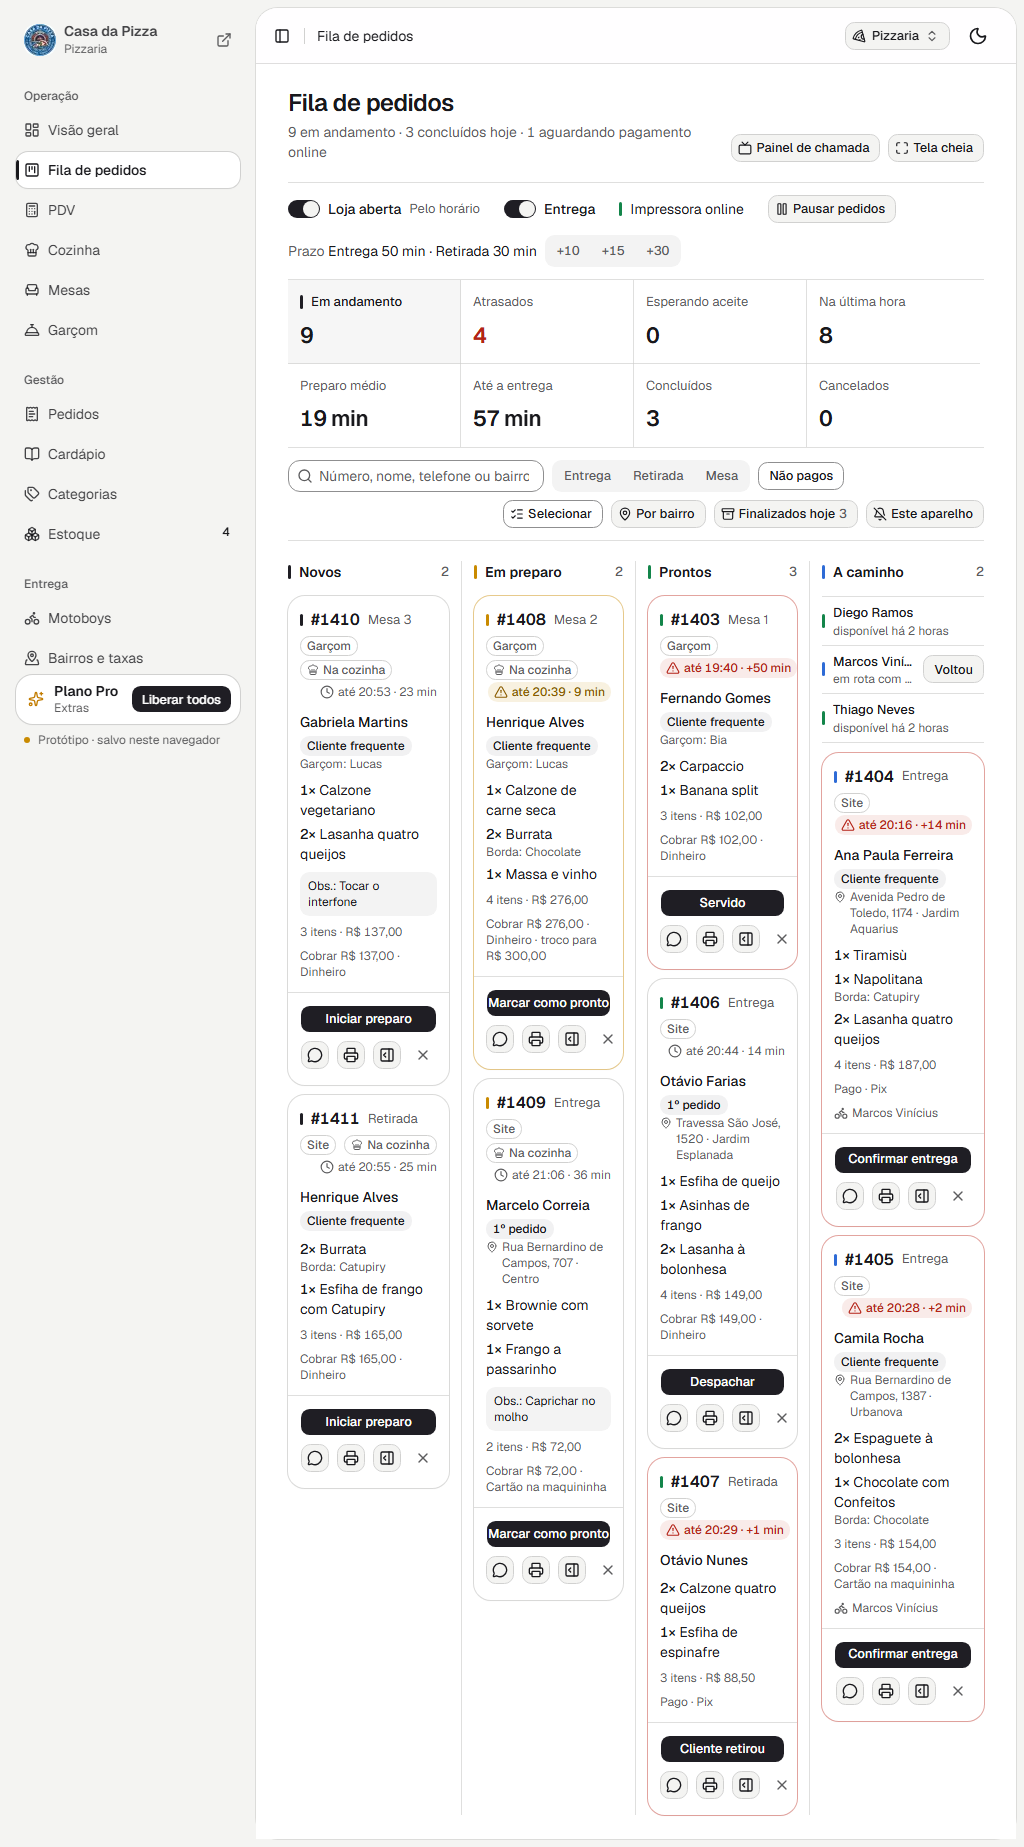 Casa da Pizza
Pizzaria
Operação
Visão geral
Fila de pedidos
PDV
Cozinha
Mesas
Garçom
Gestão
Pedidos
Cardápio
Categorias
Estoque 4
Entrega
Motoboys
Bairros e taxas
Plano Pro
Extras
Liberar todos
Protótipo · salvo neste navegador
Fila de pedidos
Pizzaria
Fila de pedidos
9 em andamento · 3 concluídos hoje · 1 aguardando pagamento
online
Painel de chamada
Tela cheia
Loja aberta Pelo horário
Entrega
Impressora online
Pausar pedidos
Prazo Entrega 50 min · Retirada 30 min
+10 +15 +30
Em andamento
9
Atrasados
4
Esperando aceite
0
Na última hora
8
Preparo médio
19 min
Até a entrega
57 min
Concluídos
3
Cancelados
0
Número, nome, telefone ou bairro
Entrega Retirada Mesa
Não pagos
Selecionar
Por bairro
Finalizados hoje 3
Este aparelho
Novos 2
#1410 Mesa 3
Garçom
Na cozinha
até 20:53 · 23 min
Gabriela Martins
Cliente frequente
Garçom: Lucas
1× Calzone
vegetariano
2× Lasanha quatro
queijos
Obs.: Tocar o
interfone
3 itens · R$ 137,00
Cobrar R$ 137,00 ·
Dinheiro
Iniciar preparo
#1411 Retirada
Site Na cozinha
até 20:55 · 25 min
Henrique Alves
Cliente frequente
2× Burrata
Borda: Catupiry
1× Esfiha de frango
com Catupiry
3 itens · R$ 165,00
Cobrar R$ 165,00 ·
Dinheiro
Iniciar preparo
Em preparo 2
#1408 Mesa 2
Garçom
Na cozinha
até 20:39 · 9 min
Henrique Alves
Cliente frequente
Garçom: Lucas
1× Calzone de
carne seca
2× Burrata
Borda: Chocolate
1× Massa e vinho
4 itens · R$ 276,00
Cobrar R$ 276,00 ·
Dinheiro · troco para
R$ 300,00
Marcar como pronto
#1409 Entrega
Site
Na cozinha
até 21:06 · 36 min
Marcelo Correia
1º pedido
Rua Bernardino de
Campos, 707 ·
Centro
1× Brownie com
sorvete
1× Frango a
passarinho
Obs.: Caprichar no
molho
2 itens · R$ 72,00
Cobrar R$ 72,00 ·
Cartão na maquininha
Marcar como pronto
Prontos 3
#1403 Mesa 1
Garçom
até 19:40 · +50 min
Fernando Gomes
Cliente frequente
Garçom: Bia
2× Carpaccio
1× Banana split
3 itens · R$ 102,00
Cobrar R$ 102,00 ·
Dinheiro
Servido
#1406 Entrega
Site
até 20:44 · 14 min
Otávio Farias
1º pedido
Travessa São José,
1520 · Jardim
Esplanada
1× Esfiha de queijo
1× Asinhas de
frango
2× Lasanha à
bolonhesa
4 itens · R$ 149,00
Cobrar R$ 149,00 ·
Dinheiro
Despachar
#1407 Retirada
Site
até 20:29 · +1 min
Otávio Nunes
2× Calzone quatro
queijos
1× Esfiha de
espinafre
3 itens · R$ 88,50
Pago · Pix
Cliente retirou
A caminho 2
Diego Ramos
disponível há 2 horas
Marcos Viní...
em rota com ...
Voltou
Thiago Neves
disponível há 2 horas
#1404 Entrega
Site
até 20:16 · +14 min
Ana Paula Ferreira
Cliente frequente
Avenida Pedro de
Toledo, 1174 · Jardim
Aquarius
1× Tiramisù
1× Napolitana
Borda: Catupiry
2× Lasanha quatro
queijos
4 itens · R$ 187,00
Pago · Pix
Marcos Vinícius
Confirmar entrega
#1405 Entrega
Site
até 20:28 · +2 min
Camila Rocha
Cliente frequente
Rua Bernardino de
Campos, 1387 ·
Urbanova
2× Espaguete à
bolonhesa
1× Chocolate com
Confeitos
Borda: Chocolate
3 itens · R$ 154,00
Cobrar R$ 154,00 ·
Cartão na maquininha
Marcos Vinícius
Confirmar entrega